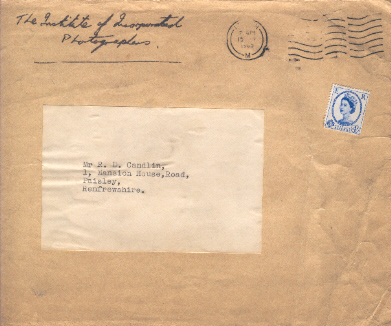 The Institute of Incorporated
Photographers.
Mr R. D. Candlin,
1, Mansion House,Road,
Paisley,
Renfrewshire.